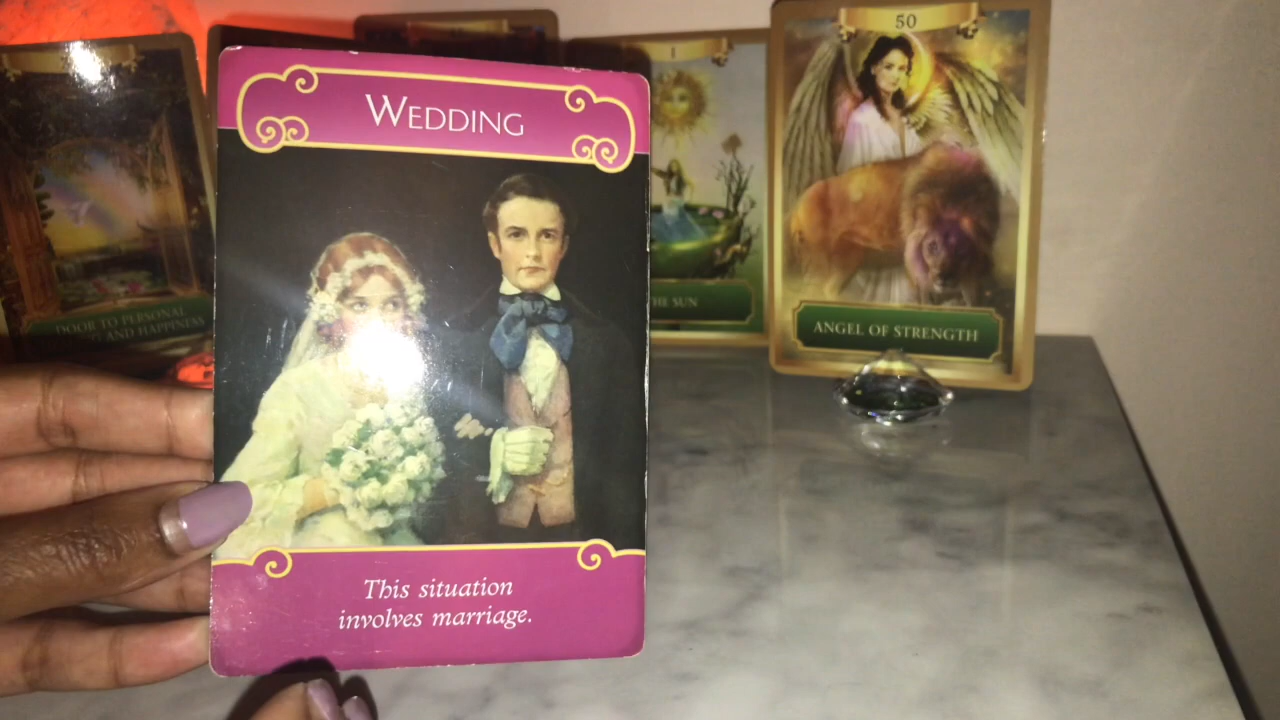 WEDDING
This situation
involves marriage.
DOOR TO PERSONAL
AND HAPPINESS
I
THE SUN
50
ANGEL OF STRENGTH